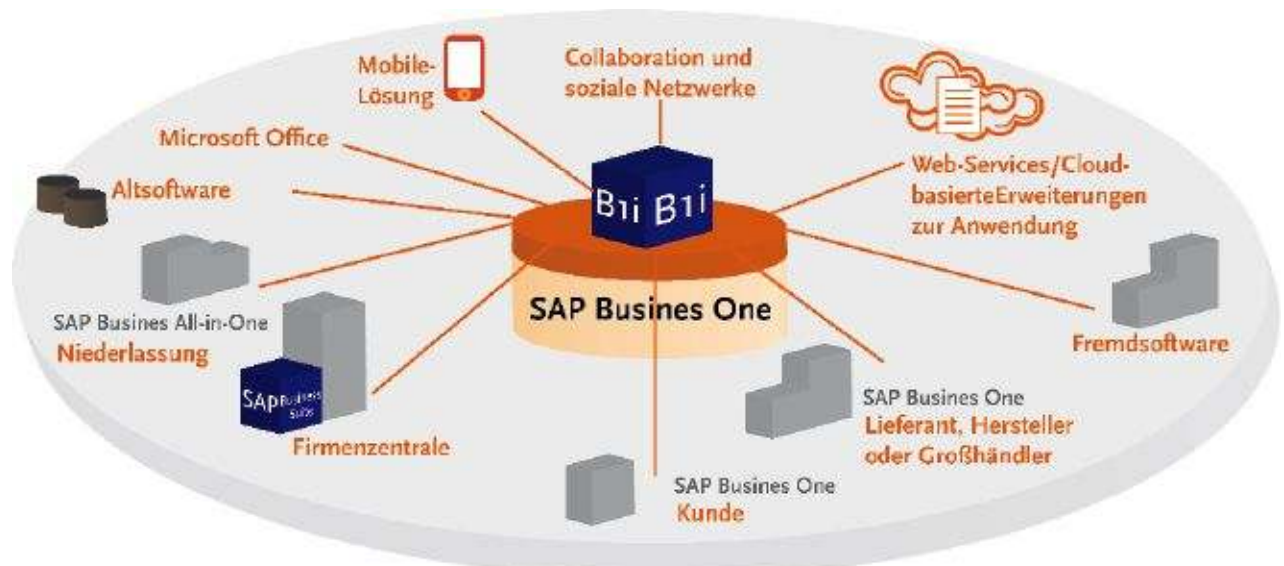 Mobile-
Lösung
Collaboration und
soziale Netzwerke
Microsoft Office
Web-Services/Cloud-
basierteErweiterungen
zur Anwendung
Altsoftware
B1i B1i
SAP Busines One
SAP Busines All-in-One
Niederlassung
Fremdsoftware
SAP Business
Firmenzentrale
SAP Busines One
Lieferant, Hersteller
oder Großhändler
SAP Busines One
Kunde